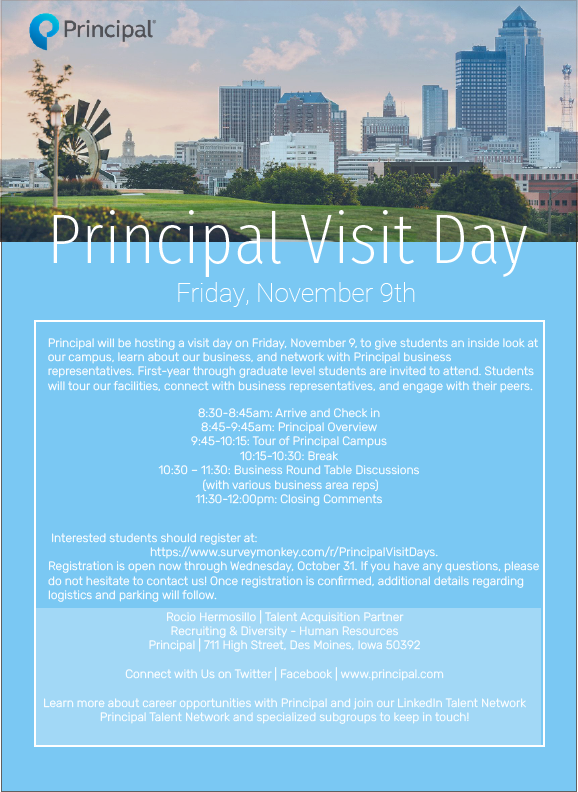 Principal®
Principal Visit Day
Friday, November 9th
Principal will be hosting a visit day on Friday, November 9, to give students an inside look at
our campus, learn about our business, and network with Principal business
representatives. First-year through graduate level students are invited to attend. Students
will tour our facilities, connect with business representatives, and engage with their peers.
8:30-8:45am: Arrive and Check in
8:45-9:45am: Principal Overview
9:45-10:15: Tour of Principal Campus
10:15-10:30: Break
10:30 – 11:30: Business Round Table Discussions
(with various business area reps)
11:30-12:00pm: Closing Comments
Interested students should register at:
https://www.surveymonkey.com/r/PrincipalVisitDays.
Registration is open now through Wednesday, October 31. If you have any questions, please
do not hesitate to contact us! Once registration is confirmed, additional details regarding
logistics and parking will follow.
Rocio Hermosillo | Talent Acquisition Partner
Recruiting & Diversity - Human Resources
Principal | 711 High Street, Des Moines, Iowa 50392
Connect with Us on Twitter | Facebook | www.principal.com
Learn more about career opportunities with Principal and join our LinkedIn Talent Network
Principal Talent Network and specialized subgroups to keep in touch!